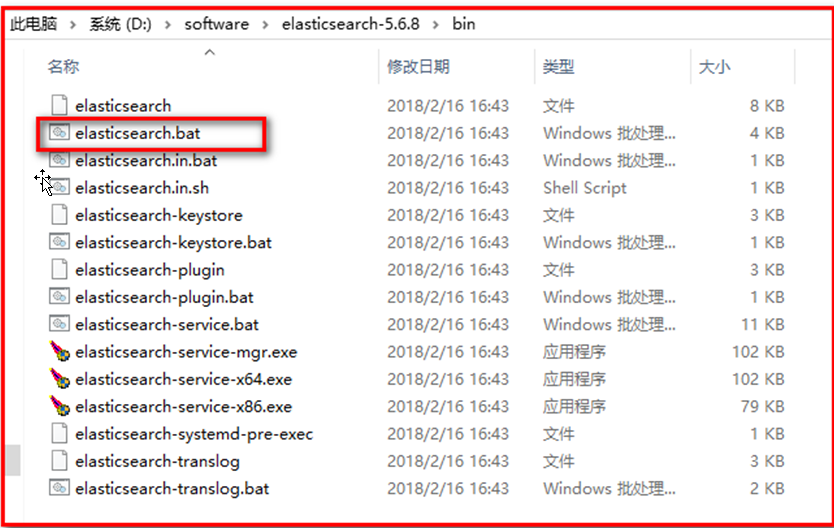 此电脑 > 系统 (D:) > software > elasticsearch-5.6.8 > bin
名称 修改日期 类型 大小
elasticsearch 2018/2/16 16:43 文件 8 KB
elasticsearch.bat 2018/2/16 16:43 Windows 批处理... 4 KB
elasticsearch.in.bat 2018/2/16 16:43 Windows 批处理... 1 KB
elasticsearch.in.sh 2018/2/16 16:43 Shell Script 1 KB
elasticsearch-keystore 2018/2/16 16:43 文件 3 KB
elasticsearch-keystore.bat 2018/2/16 16:43 Windows 批处理... 1 KB
elasticsearch-plugin 2018/2/16 16:43 文件 3 KB
elasticsearch-plugin.bat 2018/2/16 16:43 Windows 批处理... 1 KB
elasticsearch-service.bat 2018/2/16 16:43 Windows 批处理... 11 KB
elasticsearch-service-mgr.exe 2018/2/16 16:43 应用程序 102 KB
elasticsearch-service-x64.exe 2018/2/16 16:43 应用程序 102 KB
elasticsearch-service-x86.exe 2018/2/16 16:43 应用程序 79 KB
elasticsearch-systemd-pre-exec 2018/2/16 16:43 文件 1 KB
elasticsearch-translog 2018/2/16 16:43 文件 3 KB
elasticsearch-translog.bat 2018/2/16 16:43 Windows 批处理... 2 KB